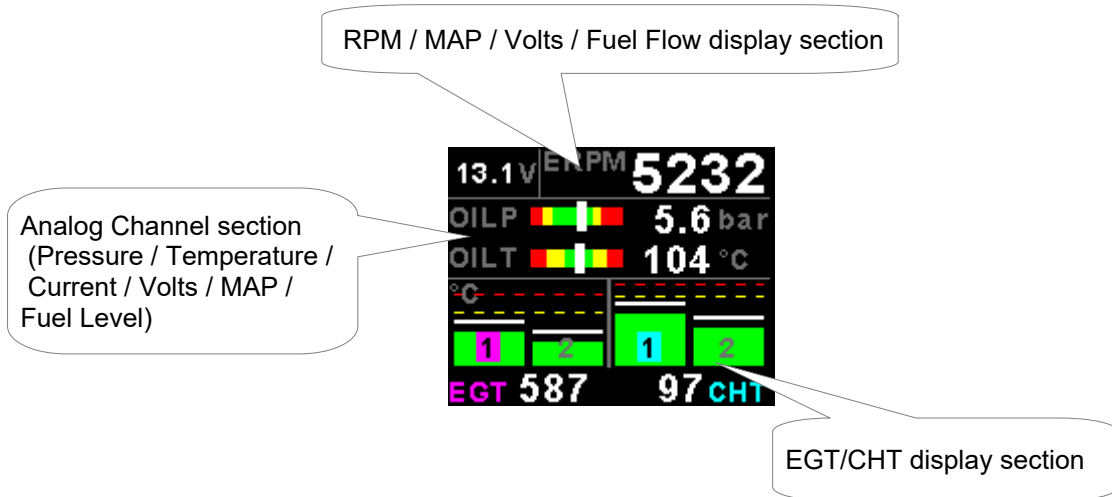 RPM / MAP / Volts / Fuel Flow display section
13.1V ERPM 5232
Analog Channel section
(Pressure / Temperature /
Current / Volts / MAP /
Fuel Level)
OILP 5.6 bar
OILT 104 °C
°C
1 2 1 2
EGT 587 97 CHT
EGT/CHT display section